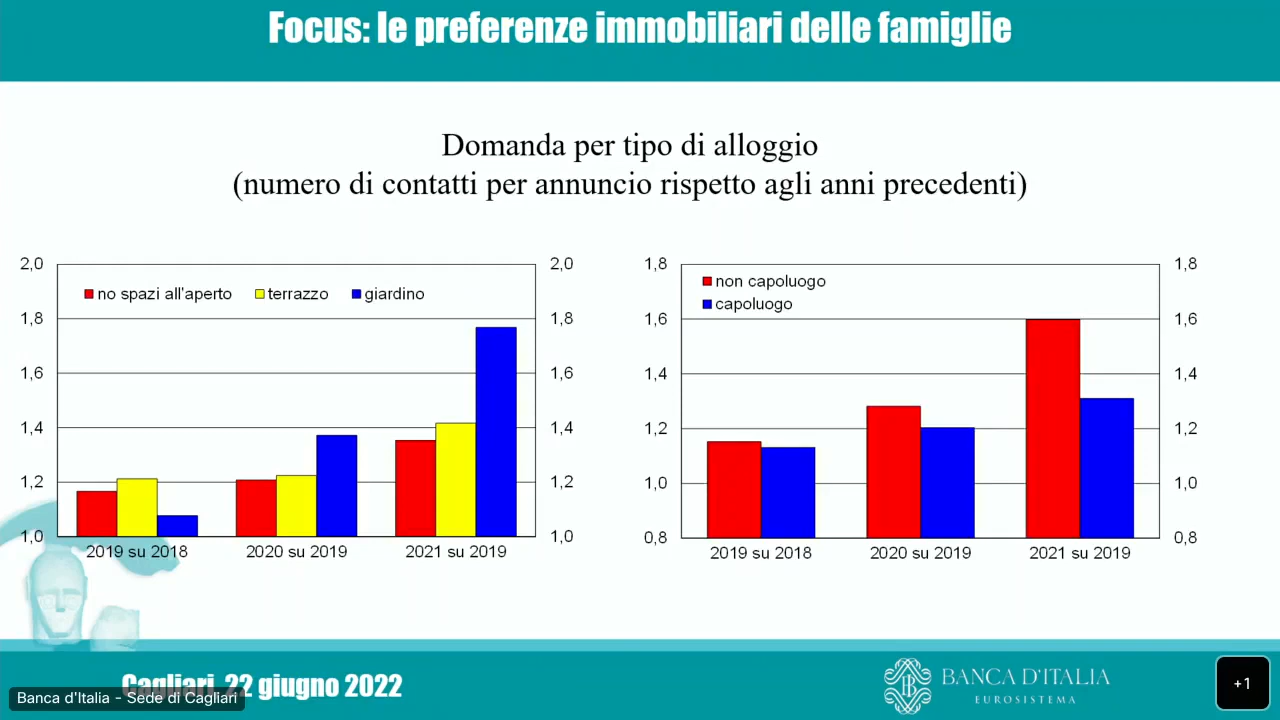 Focus: le preferenze immobiliari delle famiglie
Domanda per tipo di alloggio
(numero di contatti per annuncio rispetto agli anni precedenti)
2,0
1,8
1,6
1,4
1,2
1,0
no spazi all'aperto terrazzo giardino
2019 su 2018 2020 su 2019 2021 su 2019
2,0
1,8
1,6
1,4
1,2
1,0
1,8
1,6
1,4
1,2
1,0
0,8
non capoluogo
capoluogo
2019 su 2018 2020 su 2019 2021 su 2019
1,8
1,6
1,4
1,2
1,0
0,8
Cagliari, 22 giugno 2022
Banca d'Italia - Sede di Cagliari
BANCA D'ITALIA
EUROSISTEMA
+1